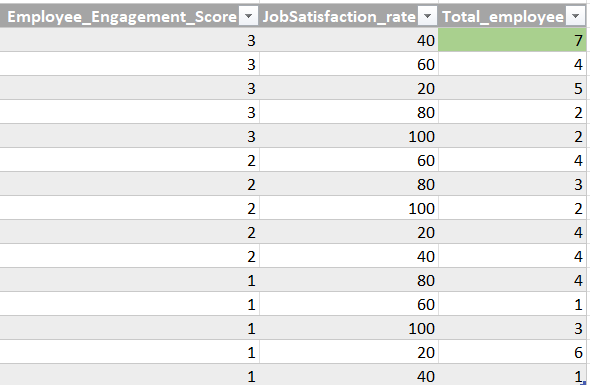 Employee_Engagement_Score JobSatisfaction_rate Total_employee
3 40 7
3 60 4
3 20 5
3 80 2
3 100 2
2 60 4
2 80 3
2 100 2
2 20 4
2 40 4
1 80 4
1 60 1
1 100 3
1 20 6
1 40 1